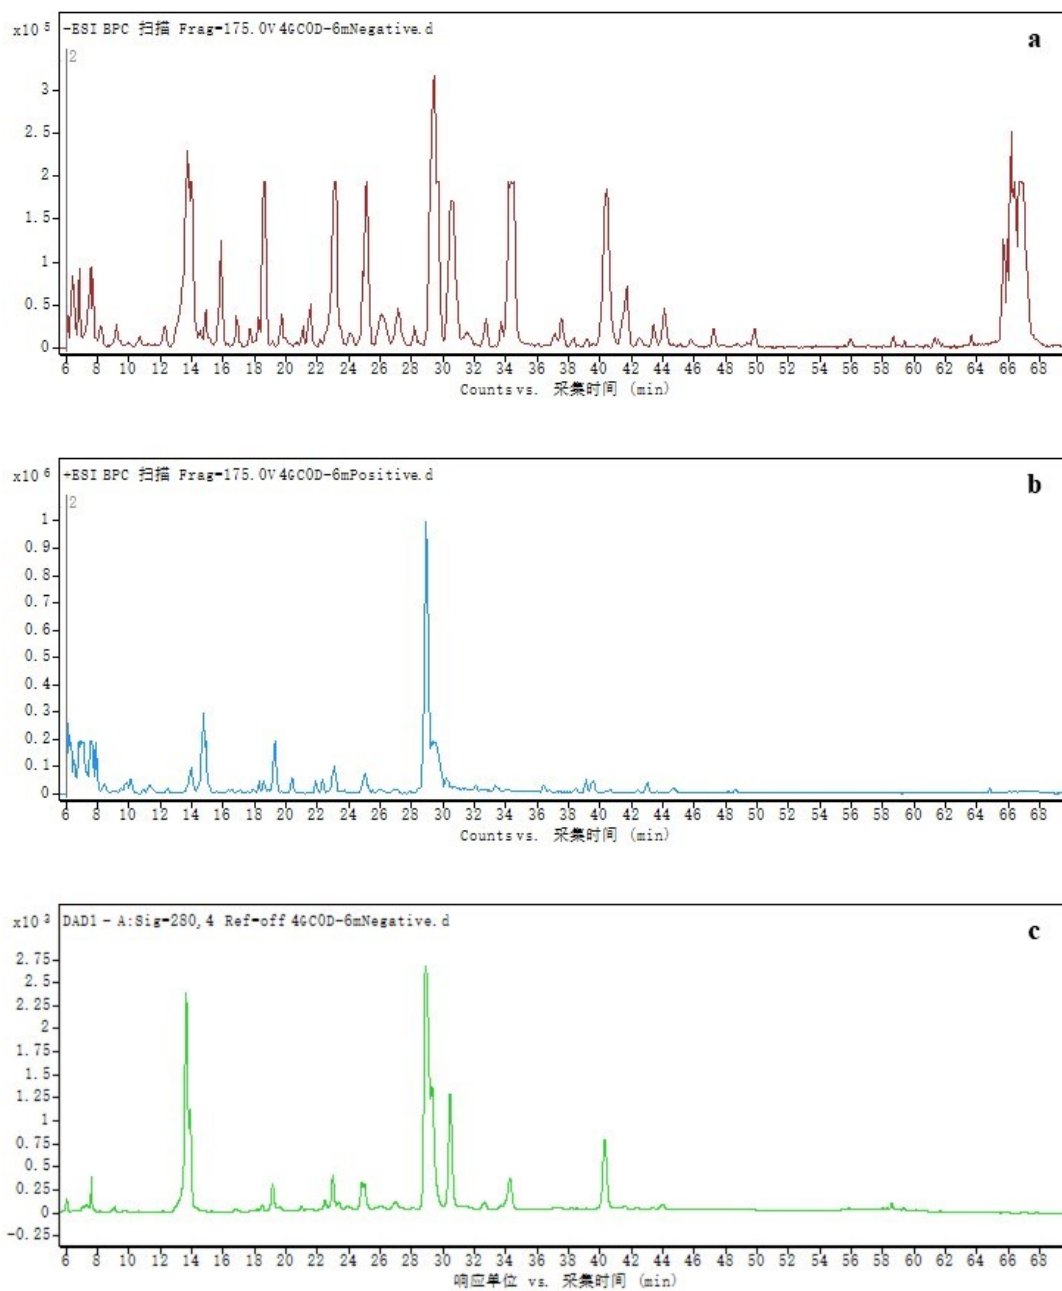 x10 5 -ESI BPC 扫描 Frag=175.0V 4GCOD-6mNegative.d
a
2
3
2.5
2
1.5
1
0.5
0
6 8 10 12 14 16 18 20 22 24 26 28 30 32 34 36 38 40 42 44 46 48 50 52 54 56 58 60 62 64 66 68
Counts vs. 采集时间 (min)
x10 6 +ESI BPC 扫描 Frag=175.0V 4GCOD-6mPositive.d
b
2
1
0.9
0.8
0.7
0.6
0.5
0.4
0.3
0.2
0.1
0
6 8 10 12 14 16 18 20 22 24 26 28 30 32 34 36 38 40 42 44 46 48 50 52 54 56 58 60 62 64 66 68
Counts vs. 采集时间 (min)
x10 3 DAD1 - A:Sig=280,4 Ref=off 4GCOD-6mNegative.d
c
2.75
2.5
2.25
2
1.75
1.5
1.25
1
0.75
0.5
0.25
0
-0.25
6 8 10 12 14 16 18 20 22 24 26 28 30 32 34 36 38 40 42 44 46 48 50 52 54 56 58 60 62 64 66 68
响应单位 vs. 采集时间 (min)